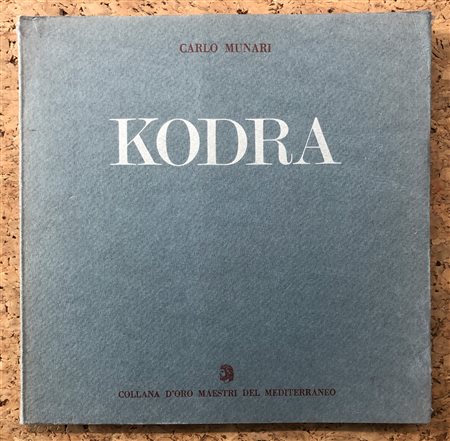 CARLO MUNARI
KODRA
COLLANA D'ORO MAESTRI DEL MEDITERRANEO